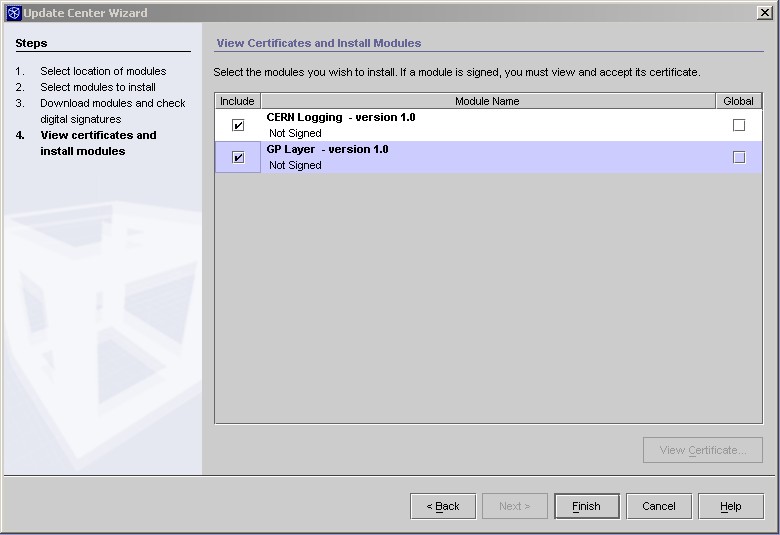 Update Center Wizard
Steps
1. Select location of modules
2. Select modules to install
3. Download modules and check
digital signatures
4. View certificates and
install modules
View Certificates and Install Modules
Select the modules you wish to install. If a module is signed, you must view and accept its certificate.
Include Module Name Global
CERN Logging - version 1.0
Not Signed
GP Layer - version 1.0
Not Signed
View Certificate...
< Back Next > Finish Cancel Help